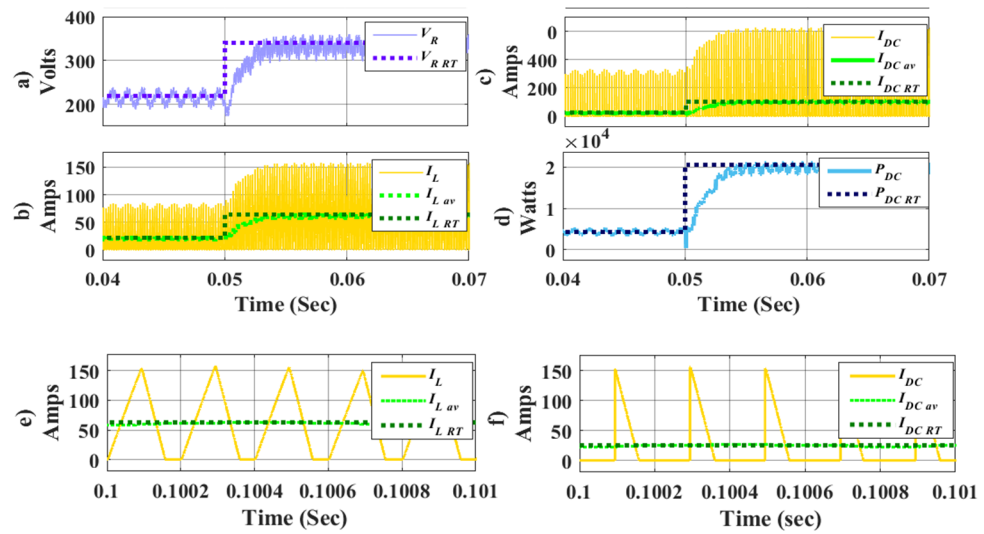 a)
Volts
400
300
200
V_R
V_R RT
b)
Amps
150
100
50
0
I_L
I_L av
I_L RT
0.04 0.05 0.06 0.07
Time (Sec)
c)
Amps
0
400
200
0
I_DC
I_DC av
I_DC RT
×10^4
d)
Watts
2
1
0
P_DC
P_DC RT
0.04 0.05 0.06 0.07
Time (Sec)
e)
Amps
150
100
50
0
I_L
I_L av
I_L RT
0.1 0.1002 0.1004 0.1006 0.1008 0.101
Time (Sec)
f)
Amps
150
100
50
0
I_DC
I_DC av
I_DC RT
0.1 0.1002 0.1004 0.1006 0.1008 0.101
Time (sec)